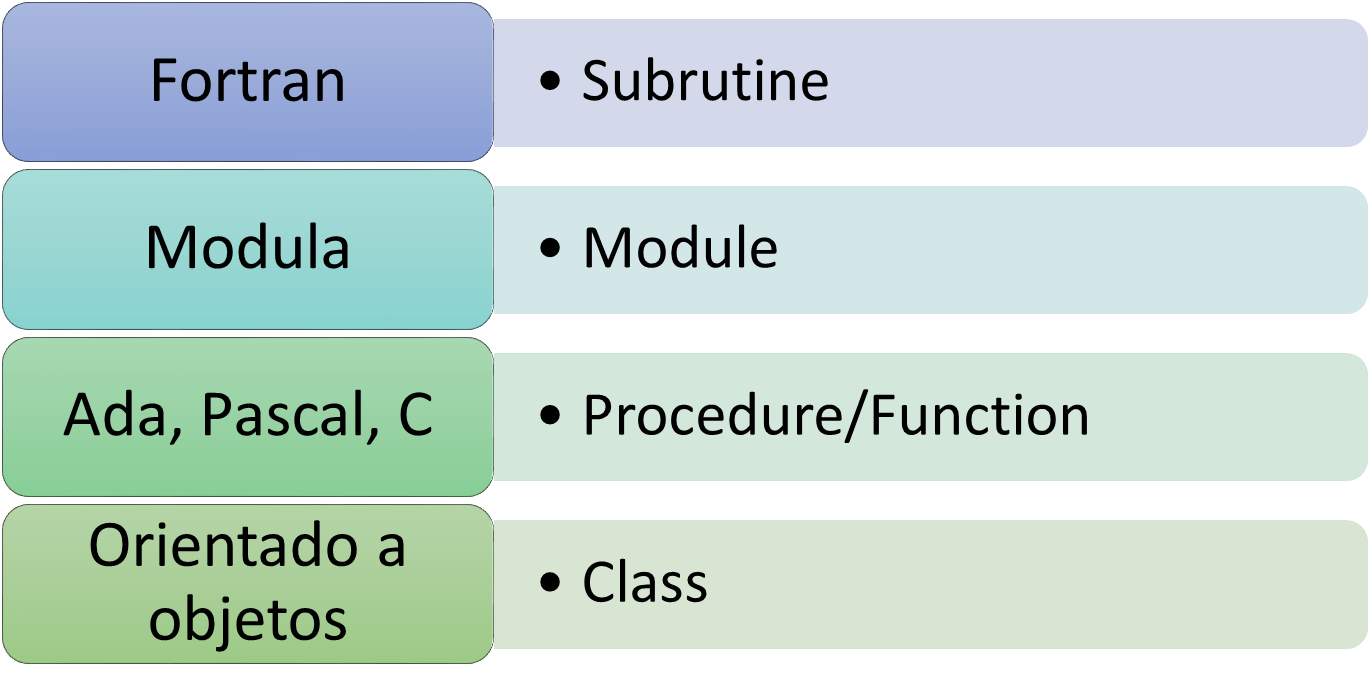 Fortran
• Subrutine
Modula
• Module
Ada, Pascal, C
• Procedure/Function
Orientado a
objetos
• Class